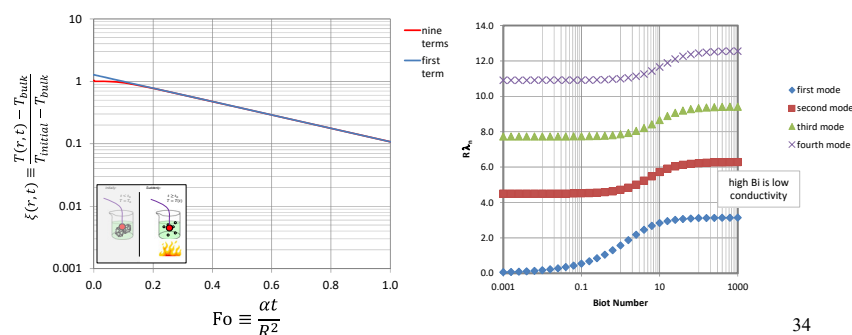 10
1
0.1
0.01
0.001
0.0 0.2 0.4 0.6 0.8 1.0
ξ(r, t) ≡ T(r, t) − T_bulk / T_initial − T_bulk
Fo ≡ αt / R²
nine terms
first term
14.0
12.0
10.0
8.0
6.0
4.0
2.0
0.0
Rλₙ
0.001 0.1 10 1000
Biot Number
first mode
second mode
third mode
fourth mode
high Bi is low
conductivity
34